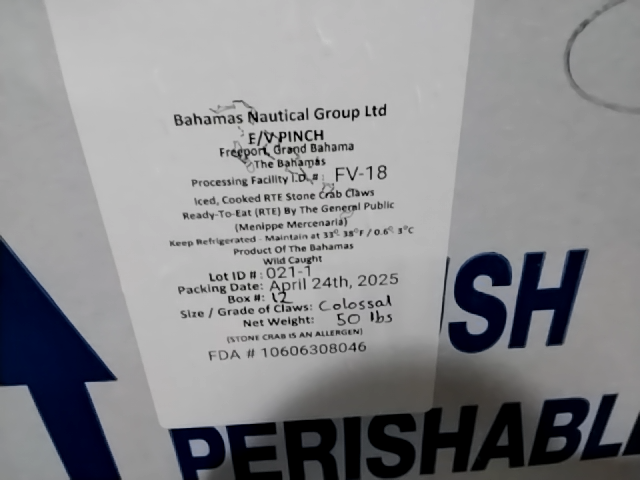 Bahamas Nautical Group Ltd
F/V PINCH
Freeport, Grand Bahama
The Bahamas
Processing Facility I.D. #: FV-18
Iced, Cooked RTE Stone Crab Claws
Ready-To-Eat (RTE) By The General Public
(Menippe Mercenaria)
Keep Refrigerated - Maintain at 33° 38°F / 0.6° 3°C
Product Of The Bahamas
Wild Caught
Lot ID #: 021-1
Packing Date: April 24th, 2025
Box #: 12
Size / Grade of Claws: Colossal
Net Weight: 50 lbs
(STONE CRAB IS AN ALLERGEN)
FDA # 10606308046
SH
PERISHABL